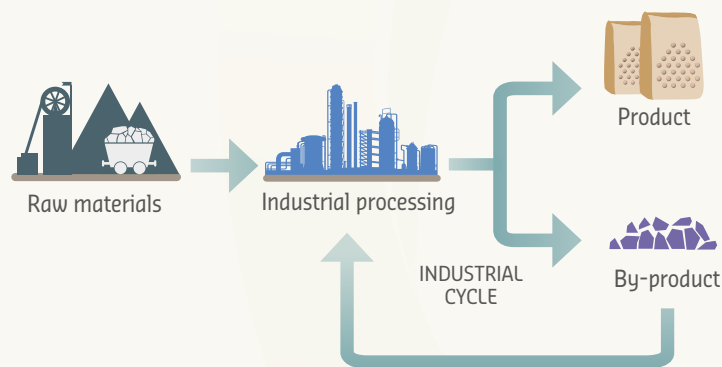 Raw materials
Industrial processing
Product
INDUSTRIAL
CYCLE
By-product